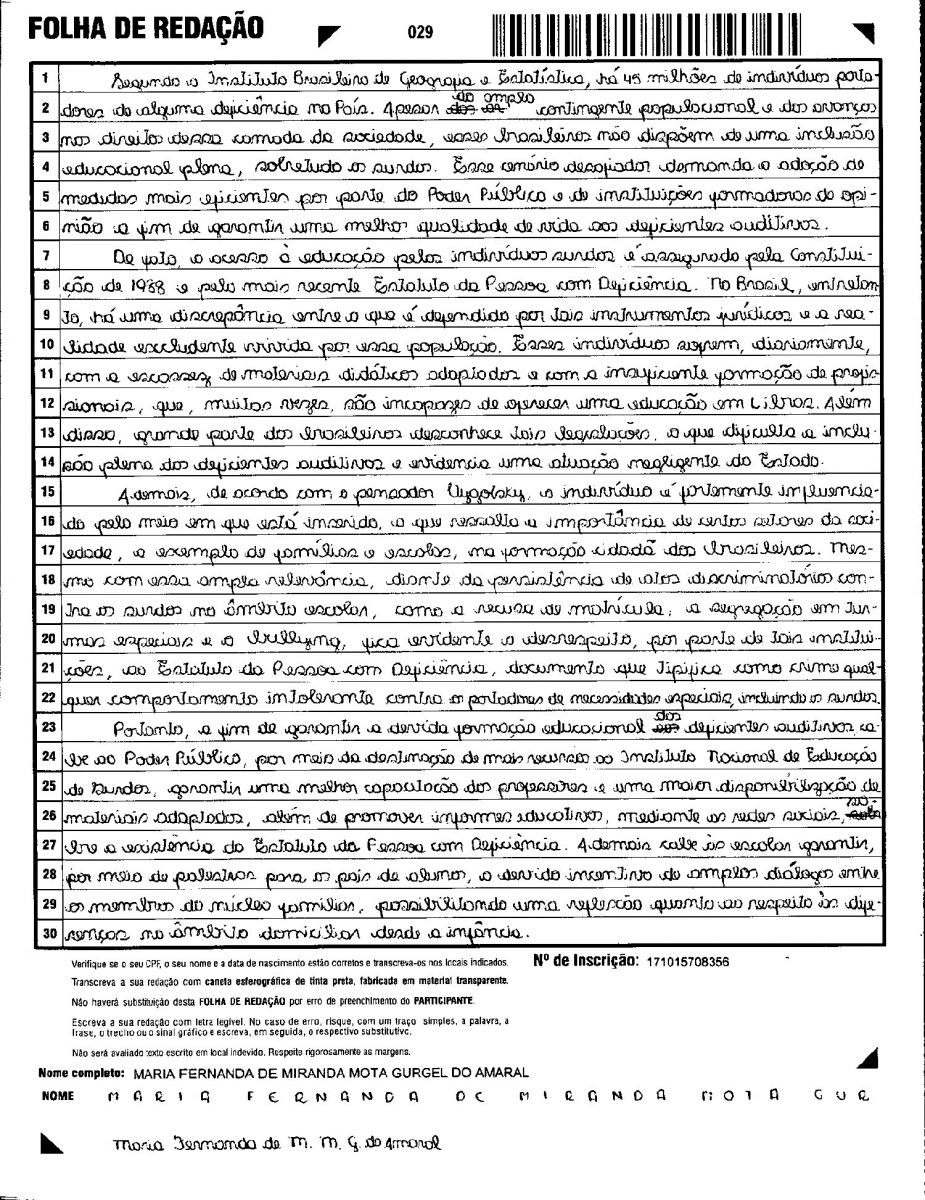 FOLHA DE REDAÇÃO
029
1 Segundo o Instituto Brasileiro de Geografia e Estatística, há 45 milhões de indivíduos porta-
2 dores de alguma deficiência no País. Apesar do amplo contingente populacional e dos avanços
3 nos direitos dessa camada da sociedade, esses brasileiros não dispõem de uma inclusão
4 educacional plena, sobretudo os surdos. Esse cenário desafiador demanda a adoção de
5 medidas mais eficientes por parte do Poder Público e de instituições formadoras de opi-
6 nião a fim de garantir uma melhor qualidade de vida aos deficientes auditivos.
7 De fato, o acesso à educação pelos indivíduos surdos é assegurado pela Constitui-
8 ção de 1988 e pelo mais recente Estatuto da Pessoa com Deficiência. No Brasil, entretan
9 to, há uma discrepância entre o que é defendido por tais instrumentos jurídicos e a rea-
10 lidade excludente vivida por essa população. Esses indivíduos sofrem, diariamente,
11 com a escassez de materiais didáticos adaptados e com a insuficiente formação de profis
12 sionais, que, muitas vezes, são incapazes de oferecer uma educação em Libras. Além
13 disso, grande parte dos brasileiros desconhece tais legislações, o que dificulta a inclu-
14 são plena dos deficientes auditivos e evidencia uma atuação negligente do Estado.
15 Ademais, de acordo com o pensador Vygotsky, o indivíduo é fortemente influencia-
16 do pelo meio em que está inserido, o que ressalta a importância de certos setores da soci-
17 edade, a exemplo de famílias e escolas, na formação cidadã dos brasileiros. Mes-
18 mo com essa ampla relevância, diante da persistência de atos discriminatórios con-
19 tra os surdos no âmbito escolar, como a recusa de matrícula, a segregação em tur-
20 mas especiais e o bullying, fica evidente o desrespeito, por parte de tais institui-
21 ções, ao Estatuto da Pessoa com Deficiência, documento que tipifica como crime qual-
22 quer comportamento intolerante contra os portadores de necessidades especiais, incluindo os surdos.
23 Portanto, a fim de garantir a devida formação educacional dos deficientes auditivos ca-
24 be ao Poder Público, por meio da destinação de mais recursos ao Instituto Nacional de Educação
25 de Surdos, garantir uma melhor capacitação dos professores e uma maior disponibilização de
26 materiais adaptados, além de promover informes educativos, mediante as redes sociais, so-
27 bre a existência do Estatuto da Pessoa com Deficiência. Ademais cabe às escolas garantir,
28 por meio de palestras para os pais de alunos, o devido incentivo de amplos diálogos entre
29 os membros do núcleo familiar, possibilitando uma reflexão quanto ao respeito às dife-
30 renças no âmbito domiciliar desde a infância.
Verifique se o seu CPF, o seu nome e a data de nascimento estão corretos e transcreva-os nos locais indicados.
Nº de Inscrição: 171015708356
Transcreva a sua redação com caneta esferográfica de tinta preta, fabricada em material transparente.
Não haverá substituição desta FOLHA DE REDAÇÃO por erro de preenchimento do PARTICIPANTE.
Escreva a sua redação com letra legível. No caso de erro, risque, com um traço simples, a palavra, a
frase, o trecho ou o sinal gráfico e escreva, em seguida, o respectivo substitutivo.
Não será avaliado texto escrito em local indevido. Respeite rigorosamente as margens.
Nome completo: MARIA FERNANDA DE MIRANDA MOTA GURGEL DO AMARAL
NOME MARIA FERNANDA DE MIRANDA MOTA GUR
Maria Fernanda de M. M. G. do Amaral